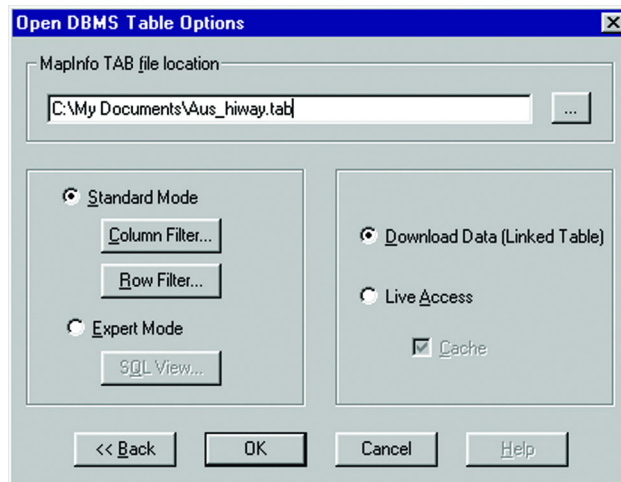 Open DBMS Table Options
MapInfo TAB file location
C:\My Documents\Aus_hiway.tab
...
Standard Mode
Column Filter...
Row Filter...
Expert Mode
SQL View...
Download Data (Linked Table)
Live Access
Cache
<< Back
OK
Cancel
Help